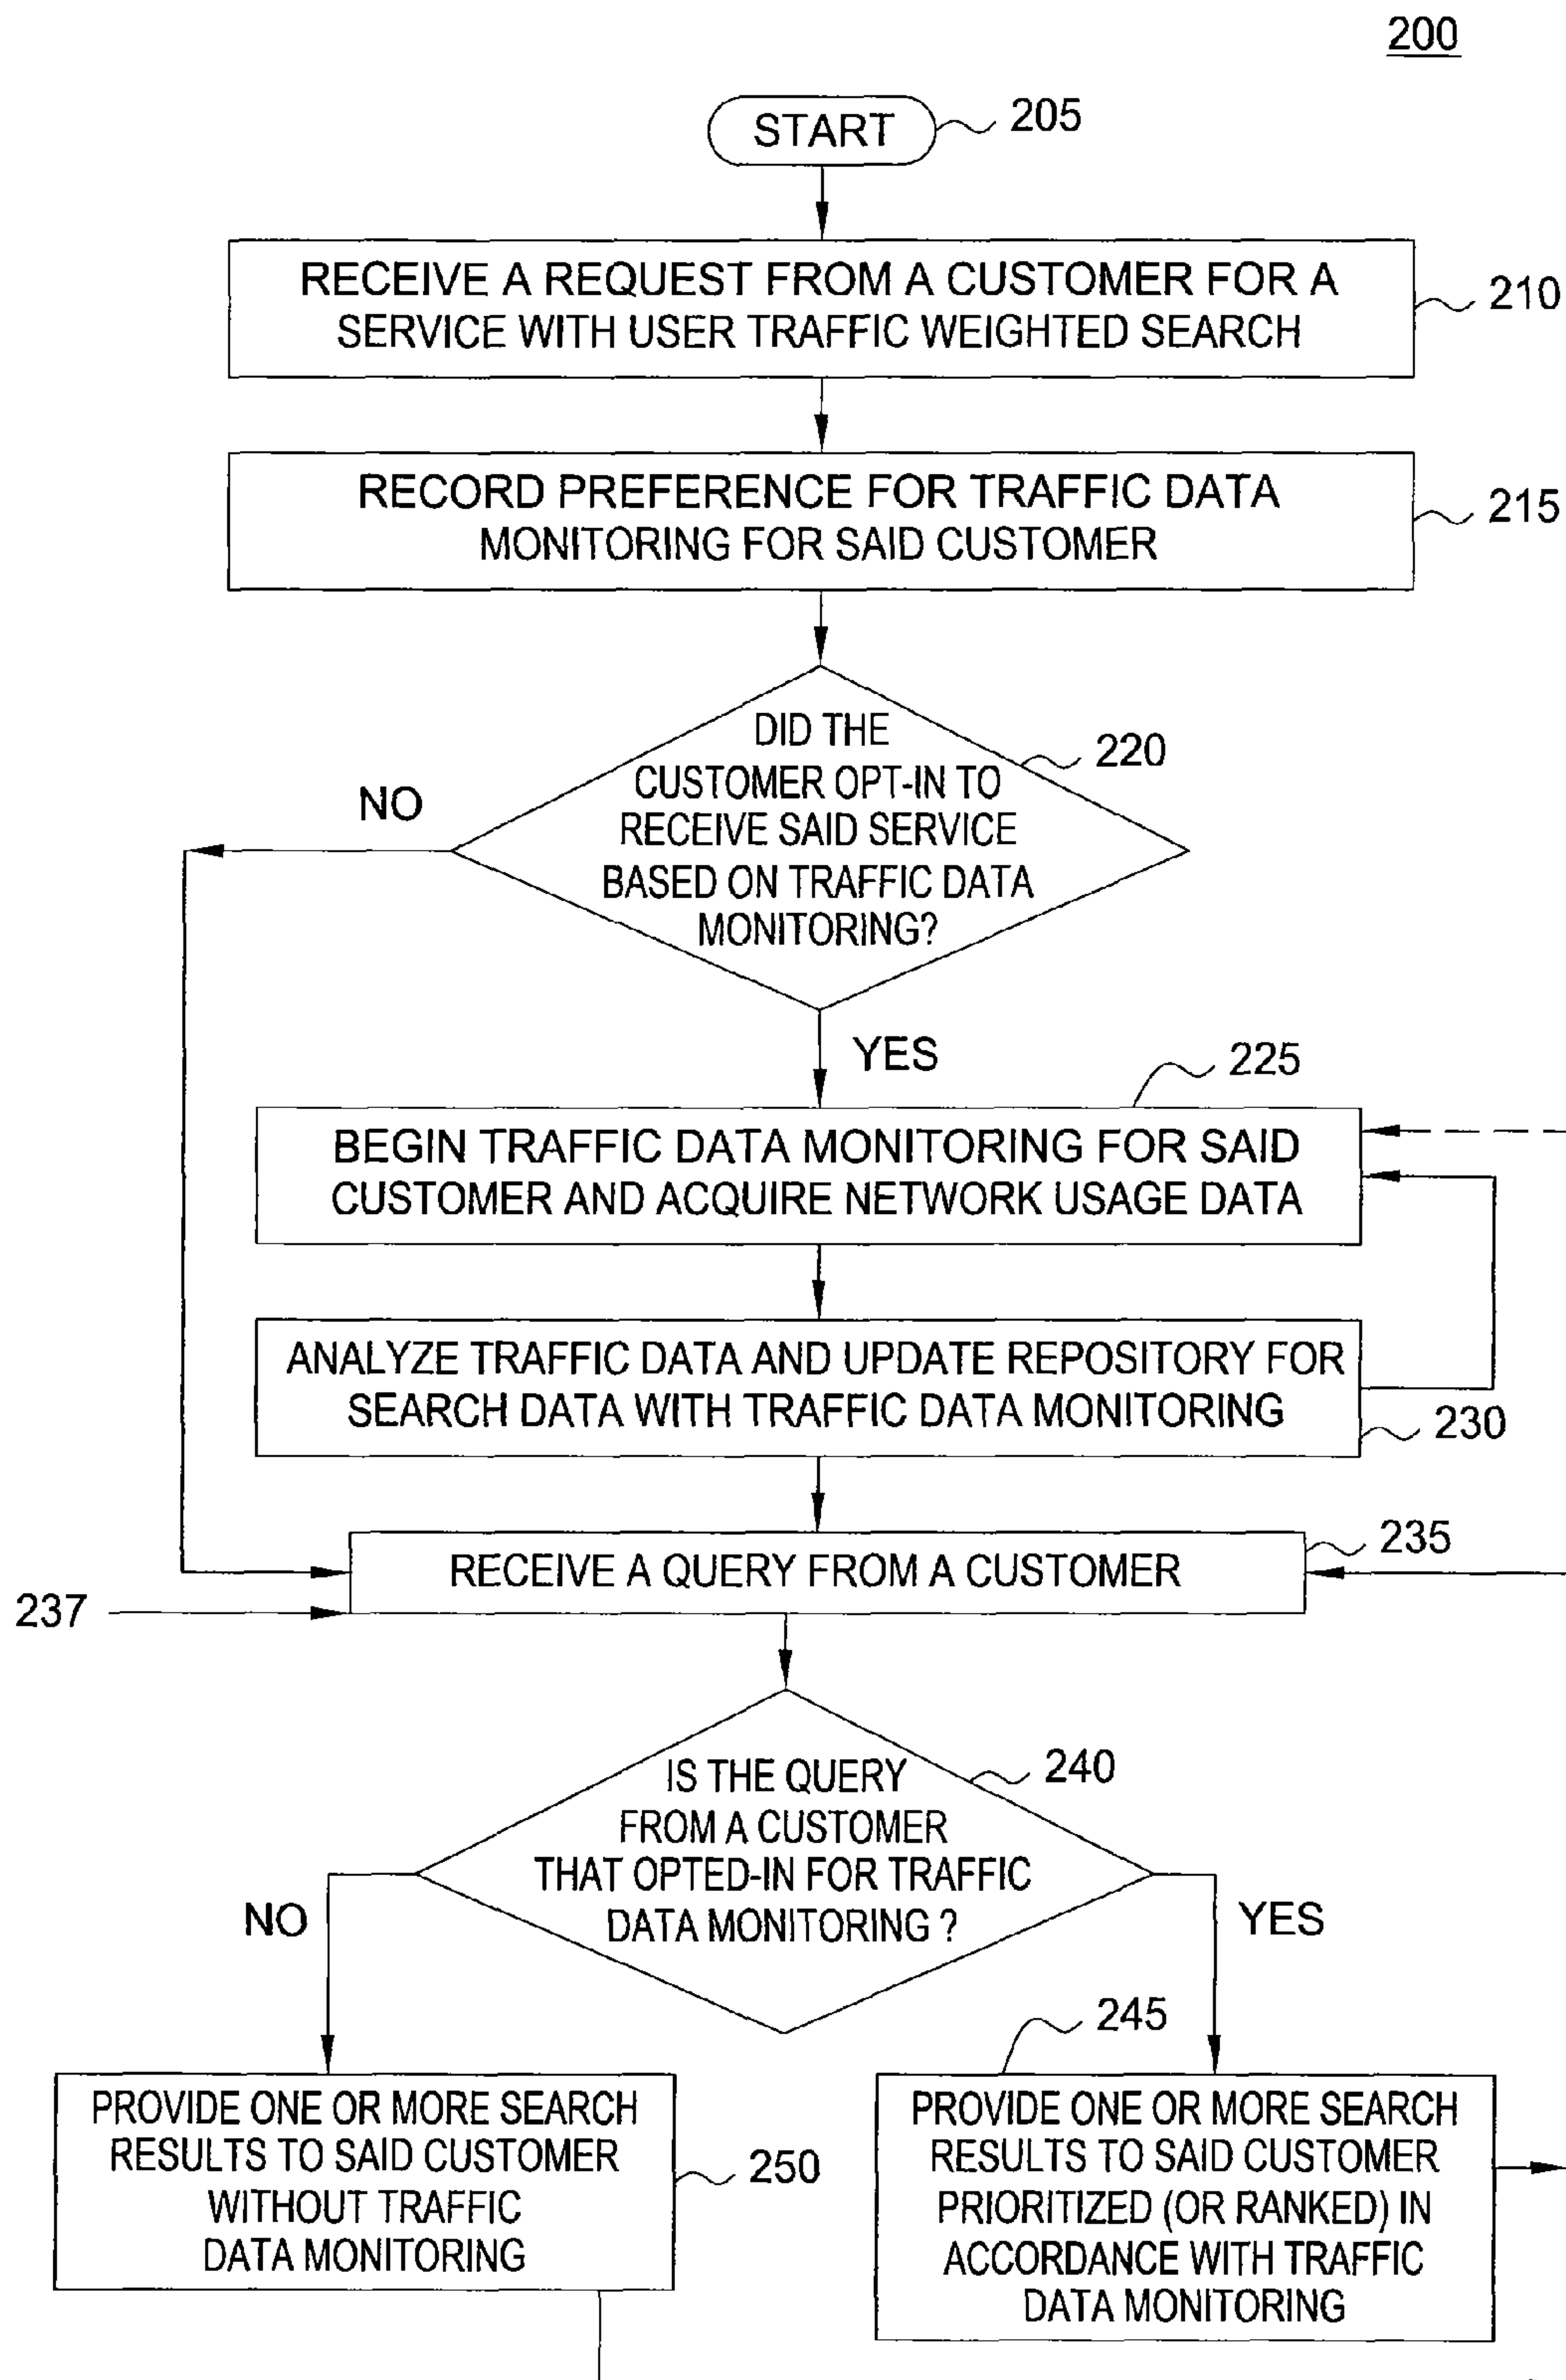 200
START
205
RECEIVE A REQUEST FROM A CUSTOMER FOR A
SERVICE WITH USER TRAFFIC WEIGHTED SEARCH
210
RECORD PREFERENCE FOR TRAFFIC DATA
MONITORING FOR SAID CUSTOMER
215
DID THE
CUSTOMER OPT-IN TO
RECEIVE SAID SERVICE
BASED ON TRAFFIC DATA
MONITORING?
220
NO
YES
225
BEGIN TRAFFIC DATA MONITORING FOR SAID
CUSTOMER AND ACQUIRE NETWORK USAGE DATA
ANALYZE TRAFFIC DATA AND UPDATE REPOSITORY FOR
SEARCH DATA WITH TRAFFIC DATA MONITORING
230
RECEIVE A QUERY FROM A CUSTOMER
235
237
IS THE QUERY
FROM A CUSTOMER
THAT OPTED-IN FOR TRAFFIC
DATA MONITORING ?
240
NO
YES
245
PROVIDE ONE OR MORE SEARCH
RESULTS TO SAID CUSTOMER
WITHOUT TRAFFIC
DATA MONITORING
250
PROVIDE ONE OR MORE SEARCH
RESULTS TO SAID CUSTOMER
PRIORITIZED (OR RANKED) IN
ACCORDANCE WITH TRAFFIC
DATA MONITORING